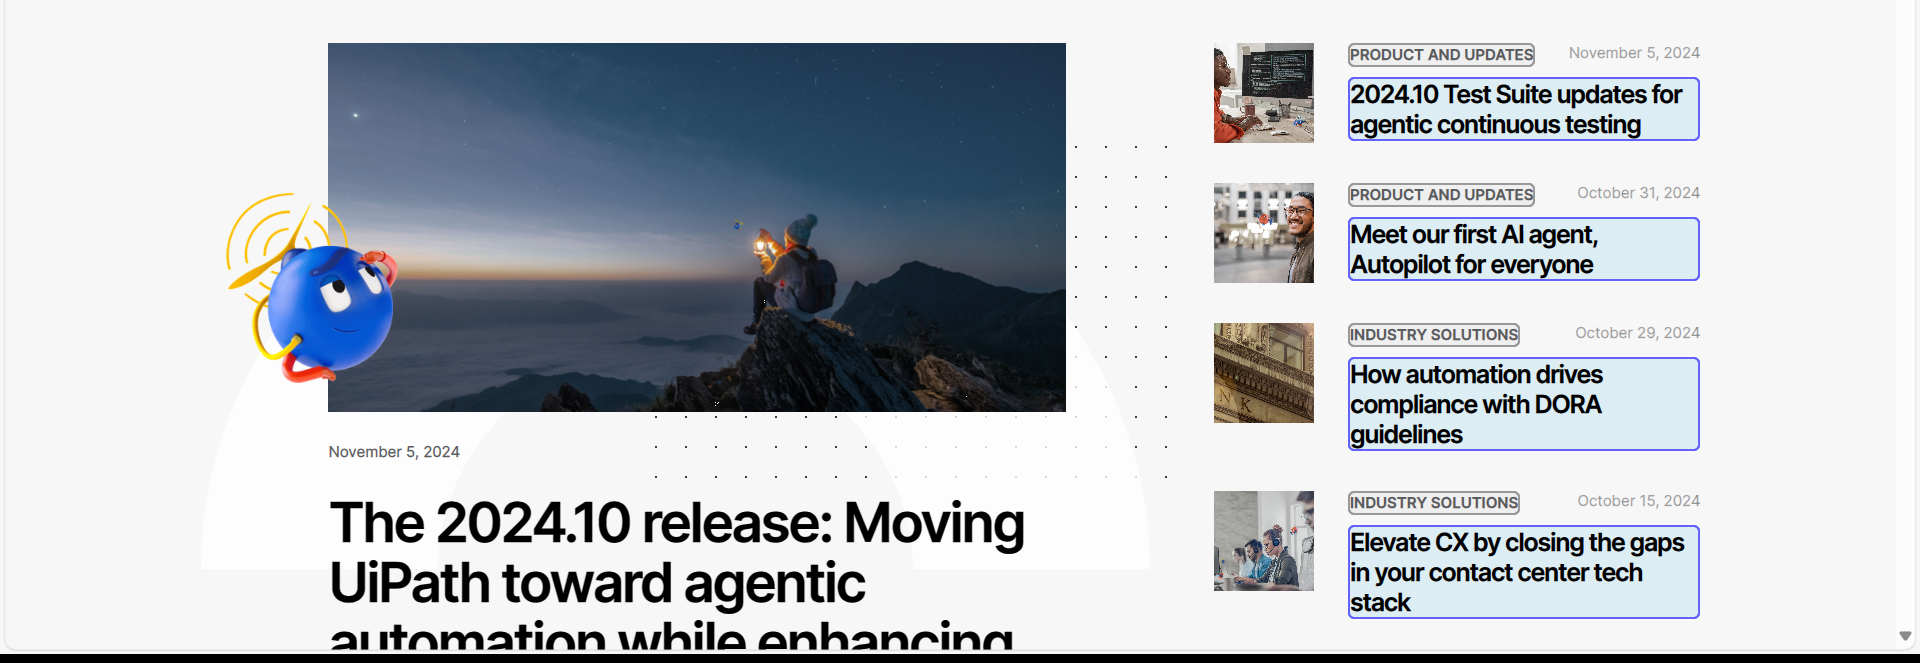 November 5, 2024
The 2024.10 release: Moving
UiPath toward agentic
automation while enhancing
PRODUCT AND UPDATES
November 5, 2024
2024.10 Test Suite updates for
agentic continuous testing
PRODUCT AND UPDATES
October 31, 2024
Meet our first AI agent,
Autopilot for everyone
INDUSTRY SOLUTIONS
October 29, 2024
How automation drives
compliance with DORA
guidelines
NK
INDUSTRY SOLUTIONS
October 15, 2024
Elevate CX by closing the gaps
in your contact center tech
stack